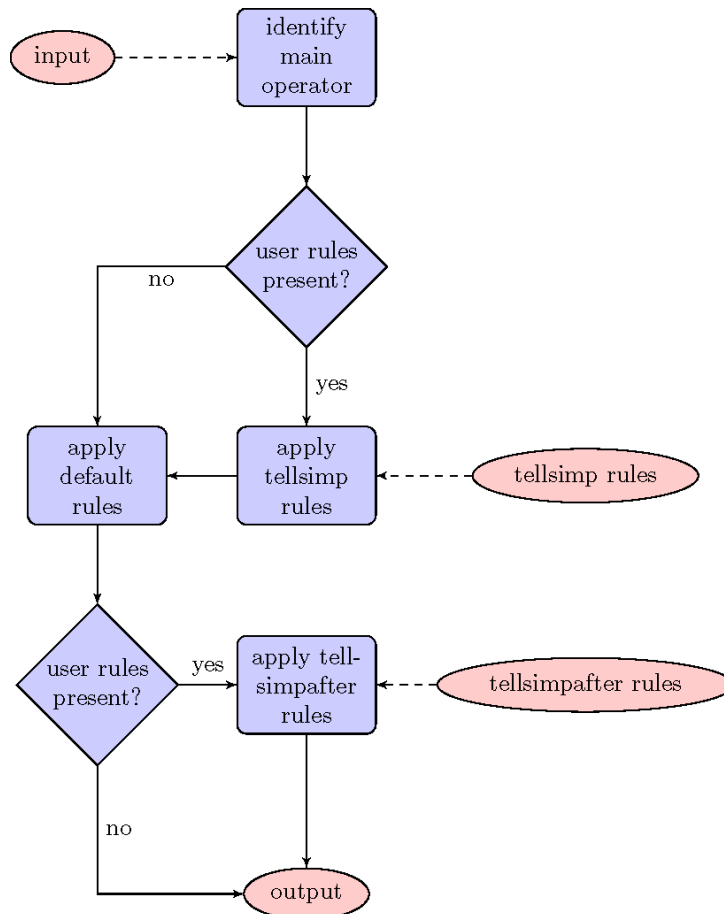 input
identify
main
operator
user rules
present?
no
yes
apply
default
rules
apply
tellsimp
rules
tellsimp rules
user rules
present?
yes
apply tell-
simpafter
rules
tellsimpafter rules
no
output